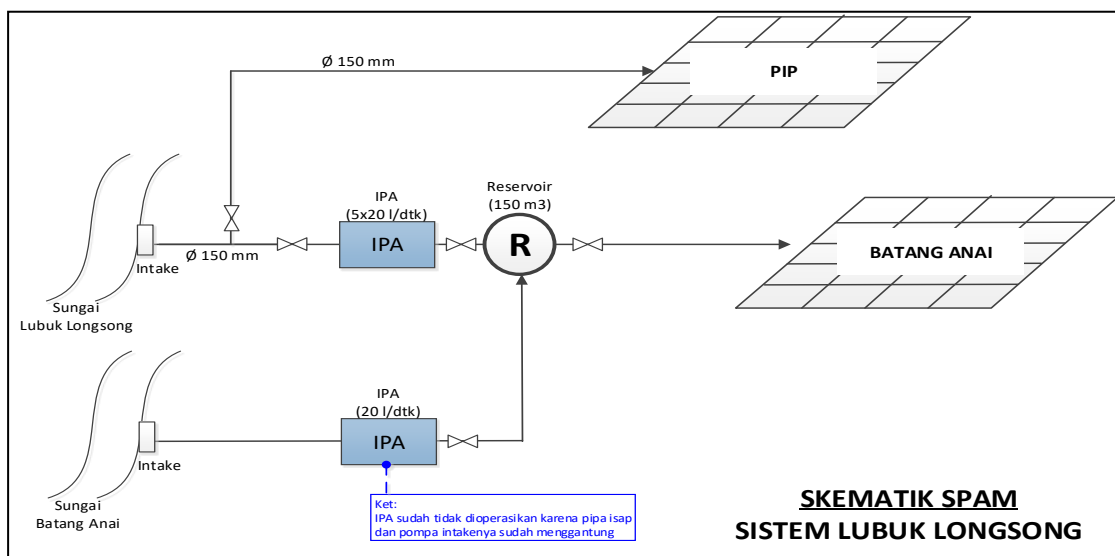 Ø 150 mm
PIP
IPA
(5x20 l/dtk)
Reservoir
(150 m3)
IPA
R
BATANG ANAI
Ø 150 mm
Intake
Sungai
Lubuk Longsong
IPA
(20 l/dtk)
IPA
Intake
Sungai
Batang Anai
Ket:
IPA sudah tidak dioperasikan karena pipa isap
dan pompa intakenya sudah menggantung
SKEMATIK SPAM
SISTEM LUBUK LONGSONG